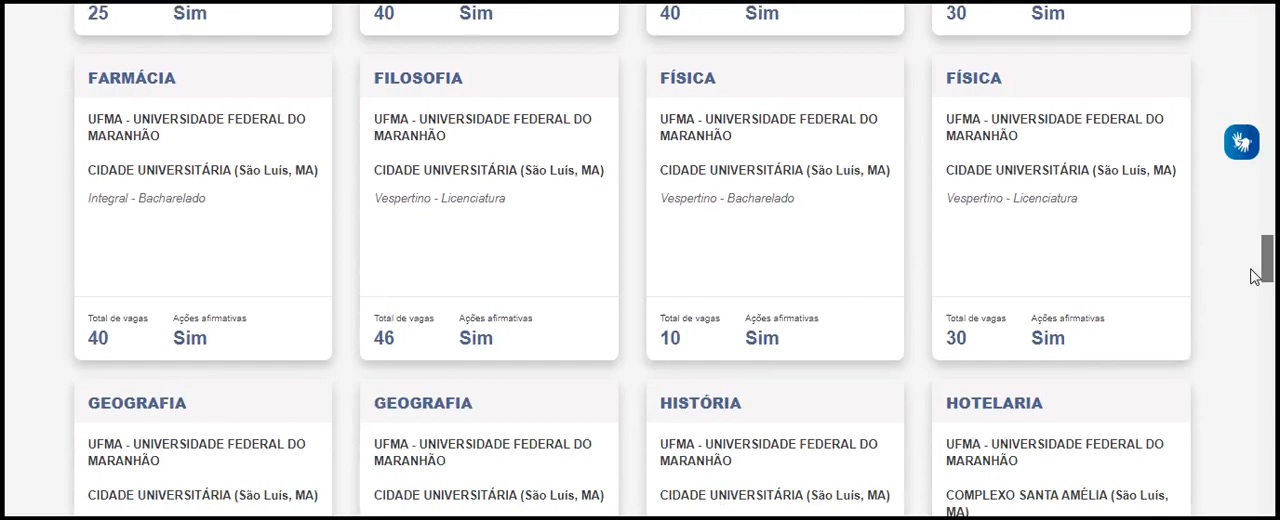 25 Sim
40 Sim
40 Sim
30 Sim
FARMÁCIA
UFMA - UNIVERSIDADE FEDERAL DO
MARANHÃO
CIDADE UNIVERSITÁRIA (São Luís, MA)
Integral - Bacharelado
Total de vagas Ações afirmativas
40 Sim
FILOSOFIA
UFMA - UNIVERSIDADE FEDERAL DO
MARANHÃO
CIDADE UNIVERSITÁRIA (São Luís, MA)
Vespertino - Licenciatura
Total de vagas Ações afirmativas
46 Sim
FÍSICA
UFMA - UNIVERSIDADE FEDERAL DO
MARANHÃO
CIDADE UNIVERSITÁRIA (São Luís, MA)
Vespertino - Bacharelado
Total de vagas Ações afirmativas
10 Sim
FÍSICA
UFMA - UNIVERSIDADE FEDERAL DO
MARANHÃO
CIDADE UNIVERSITÁRIA (São Luís, MA)
Vespertino - Licenciatura
Total de vagas Ações afirmativas
30 Sim
GEOGRAFIA
UFMA - UNIVERSIDADE FEDERAL DO
MARANHÃO
CIDADE UNIVERSITÁRIA (São Luís, MA)
GEOGRAFIA
UFMA - UNIVERSIDADE FEDERAL DO
MARANHÃO
CIDADE UNIVERSITÁRIA (São Luís, MA)
HISTÓRIA
UFMA - UNIVERSIDADE FEDERAL DO
MARANHÃO
CIDADE UNIVERSITÁRIA (São Luís, MA)
HOTELARIA
UFMA - UNIVERSIDADE FEDERAL DO
MARANHÃO
COMPLEXO SANTA AMÉLIA (São Luís,
MA)